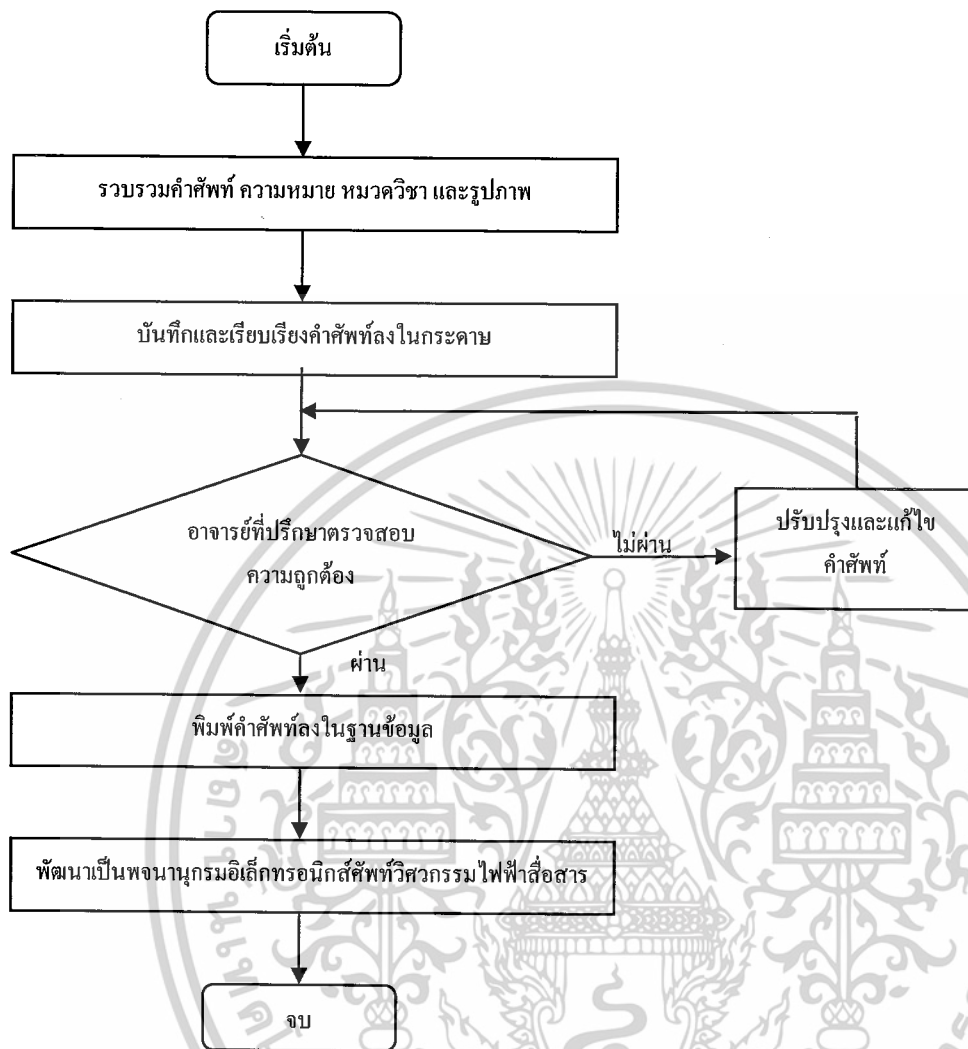 เริ่มต้น
รวบรวมคำศัพท์ ความหมาย หมวดวิชา และรูปภาพ
บันทึกและเรียบเรียงคำศัพท์ลงในกระดาษ
อาจารย์ที่ปรึกษาตรวจสอบ
ความถูกต้อง
ไม่ผ่าน
ปรับปรุงและแก้ไข
คำศัพท์
ผ่าน
พิมพ์คำศัพท์ลงในฐานข้อมูล
พัฒนาเป็นพจนานุกรมอิเล็กทรอนิกส์ศัพท์วิศวกรรมไฟฟ้าสื่อสาร
จบ